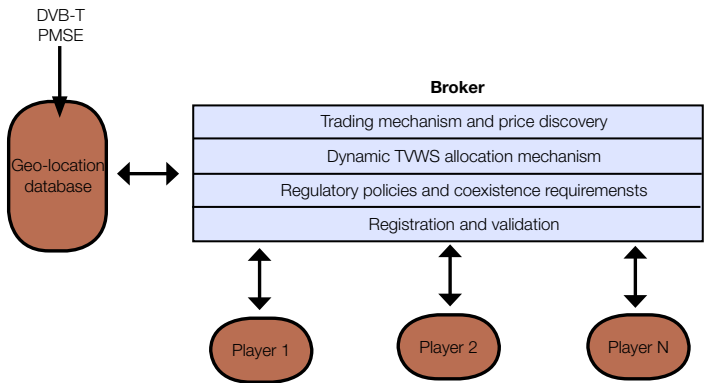 DVB-T
PMSE
Broker
Trading mechanism and price discovery
Dynamic TVWS allocation mechanism
Regulatory policies and coexistence requiremensts
Registration and validation
Geo-location
database
Player 1
Player 2
Player N